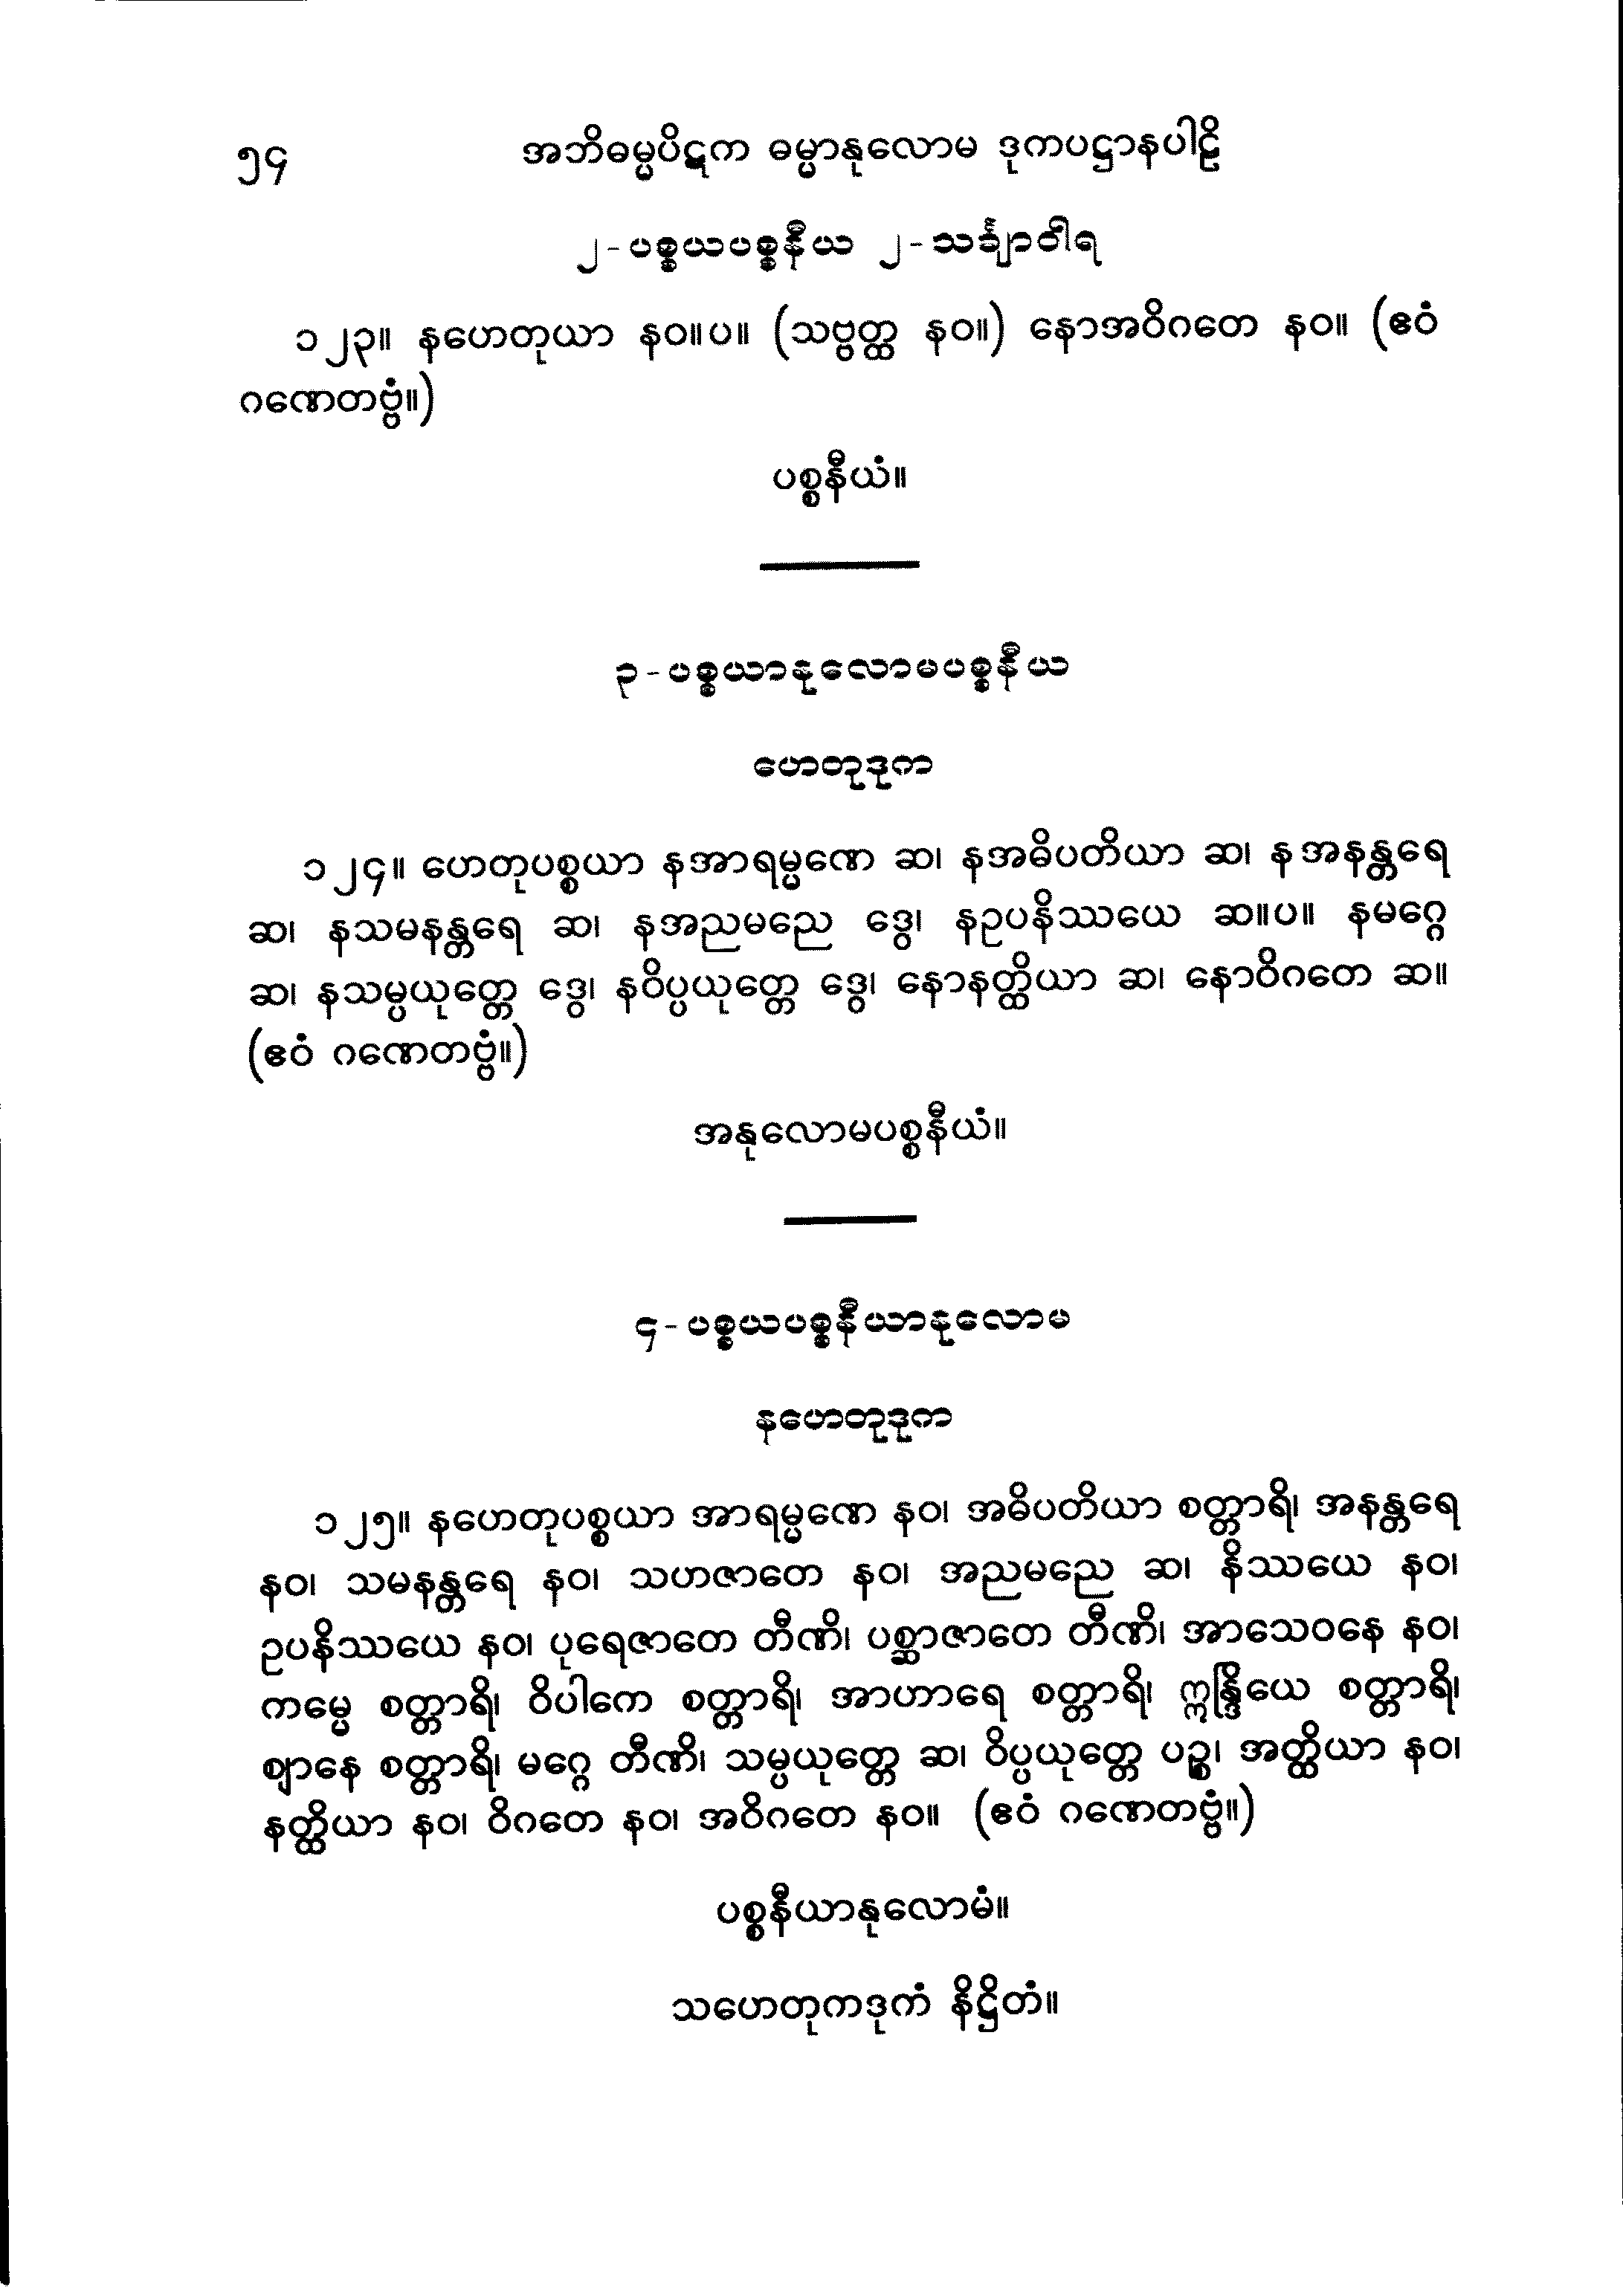 ၅၄ အဘိဓမ္မပိဋက ဓမ္မာနုလောမ ဒုကပဋ္ဌာနပါဠိ
၂-ပစ္စယပစ္စနီယ ၂-သင်္ချာဝါရ
၁၂၃။ နဟေတုယာ နဝ။ပ။ (သဗ္ဗတ္ထ နဝ။) နောအဝိဂတေ နဝ။ (ဧဝံ
ဂဏေတဗ္ဗံ။)
ပစ္စနီယံ။
၃-ပစ္စယာနုလောမပစ္စနီယ
ဟေတုဒုက
၁၂၄။ ဟေတုပစ္စယာ နအာရမ္မဏေ ဆ၊ နအဓိပတိယာ ဆ၊ နအနန္တရေ
ဆ၊ နသမနန္တရေ ဆ၊ နအညမညေ ဒွေ၊ နဥပနိဿယေ ဆ။ပ။ နမဂ္ဂေ
ဆ၊ နသမ္ပယုတ္တေ ဒွေ၊ နဝိပ္ပယုတ္တေ ဒွေ၊ နောနတ္ထိယာ ဆ၊ နောဝိဂတေ ဆ။
(ဧဝံ ဂဏေတဗ္ဗံ။)
အနုလောမပစ္စနီယံ။
၄-ပစ္စယပစ္စနီယာနုလောမ
နဟေတုဒုက
၁၂၅။ နဟေတုပစ္စယာ အာရမ္မဏေ နဝ၊ အဓိပတိယာ စတ္တာရိ၊ အနန္တရေ
နဝ၊ သမနန္တရေ နဝ၊ သဟဇာတေ နဝ၊ အညမညေ ဆ၊ နိဿယေ နဝ၊
ဥပနိဿယေ နဝ၊ ပုရေဇာတေ တီဏိ၊ ပစ္ဆာဇာတေ တီဏိ၊ အာသေဝနေ နဝ၊
ကမ္မေ စတ္တာရိ၊ ဝိပါကေ စတ္တာရိ၊ အာဟာရေ စတ္တာရိ၊ ဣန္ဒြိယေ စတ္တာရိ၊
ဈာနေ စတ္တာရိ၊ မဂ္ဂေ တီဏိ၊ သမ္ပယုတ္တေ ဆ၊ ဝိပ္ပယုတ္တေ ပဉ္စ၊ အတ္ထိယာ နဝ၊
နတ္ထိယာ နဝ၊ ဝိဂတေ နဝ၊ အဝိဂတေ နဝ။ (ဧဝံ ဂဏေတဗ္ဗံ။)
ပစ္စနီယာနုလောမံ။
သဟေတုကဒုကံ နိဋ္ဌိတံ။